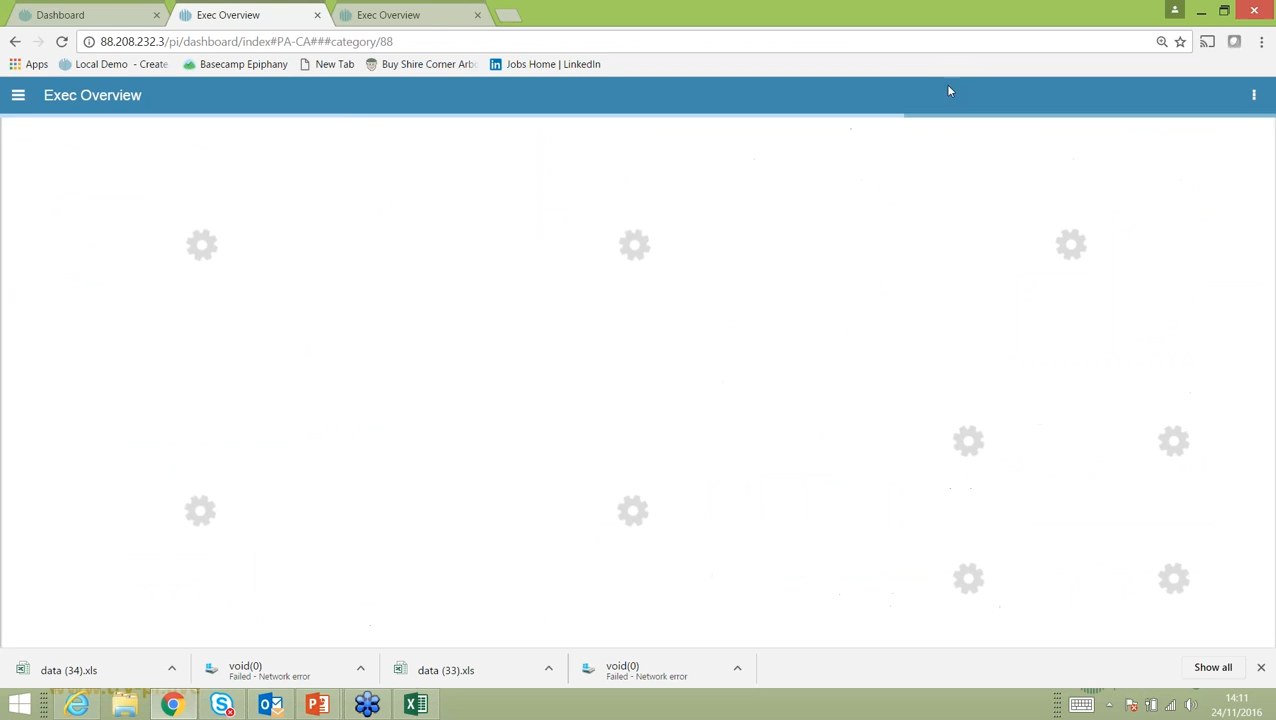 Dashboard Exec Overview Exec Overview
88.208.232.3/pi/dashboard/index#PA-CA###category/88
Apps Local Demo - Create Basecamp Epiphany New Tab Buy Shire Corner Arbo Jobs Home | LinkedIn
Exec Overview
data (34).xls void(0) Failed - Network error data (33).xls void(0) Failed - Network error Show all
14:11
24/11/2016